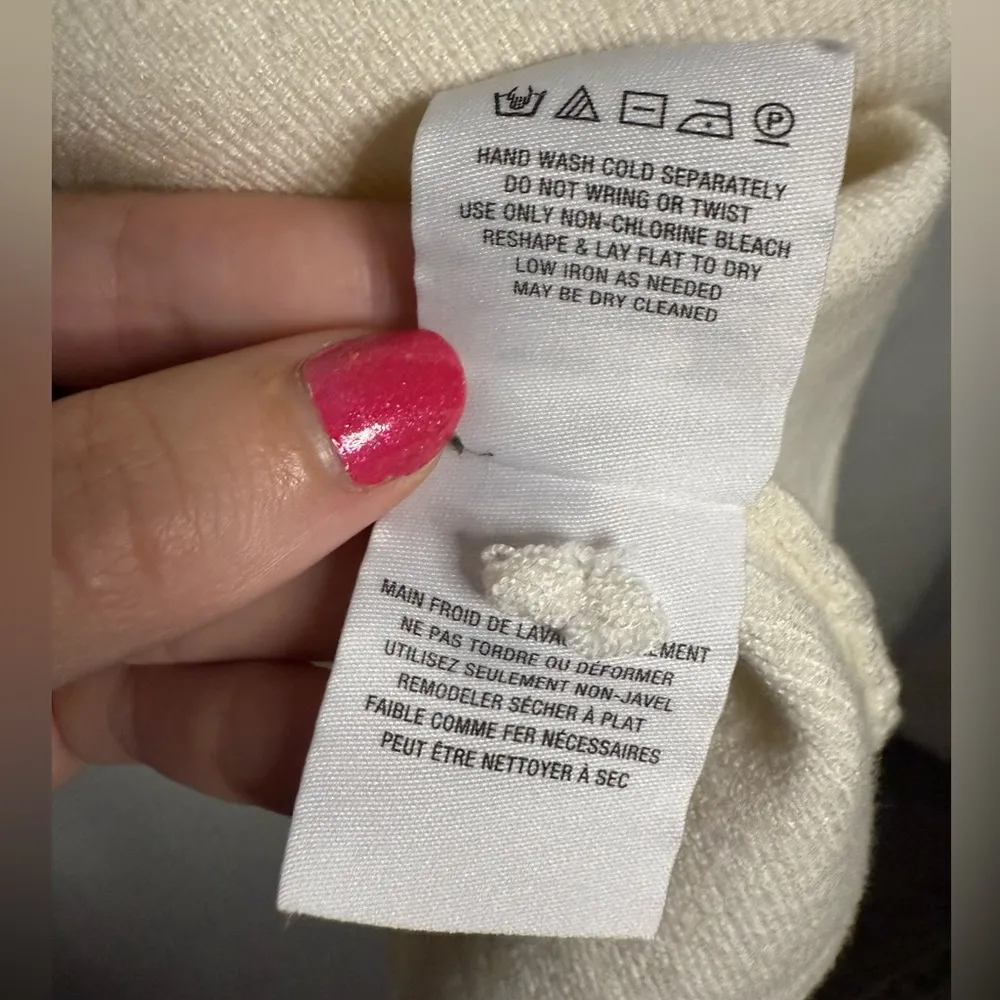 P
HAND WASH COLD SEPARATELY
DO NOT WRING OR TWIST
USE ONLY NON-CHLORINE BLEACH
RESHAPE & LAY FLAT TO DRY
LOW IRON AS NEEDED
MAY BE DRY CLEANED
MAIN FROID DE
NE PAS TORDRE OU DÉFORMER
UTILISEZ SEULEMENT NON-JAVEL
REMODELER SÉCHER À PLAT
FAIBLE COMME FER NÉCESSAIRES
PEUT ÊTRE NETTOYER À SEC